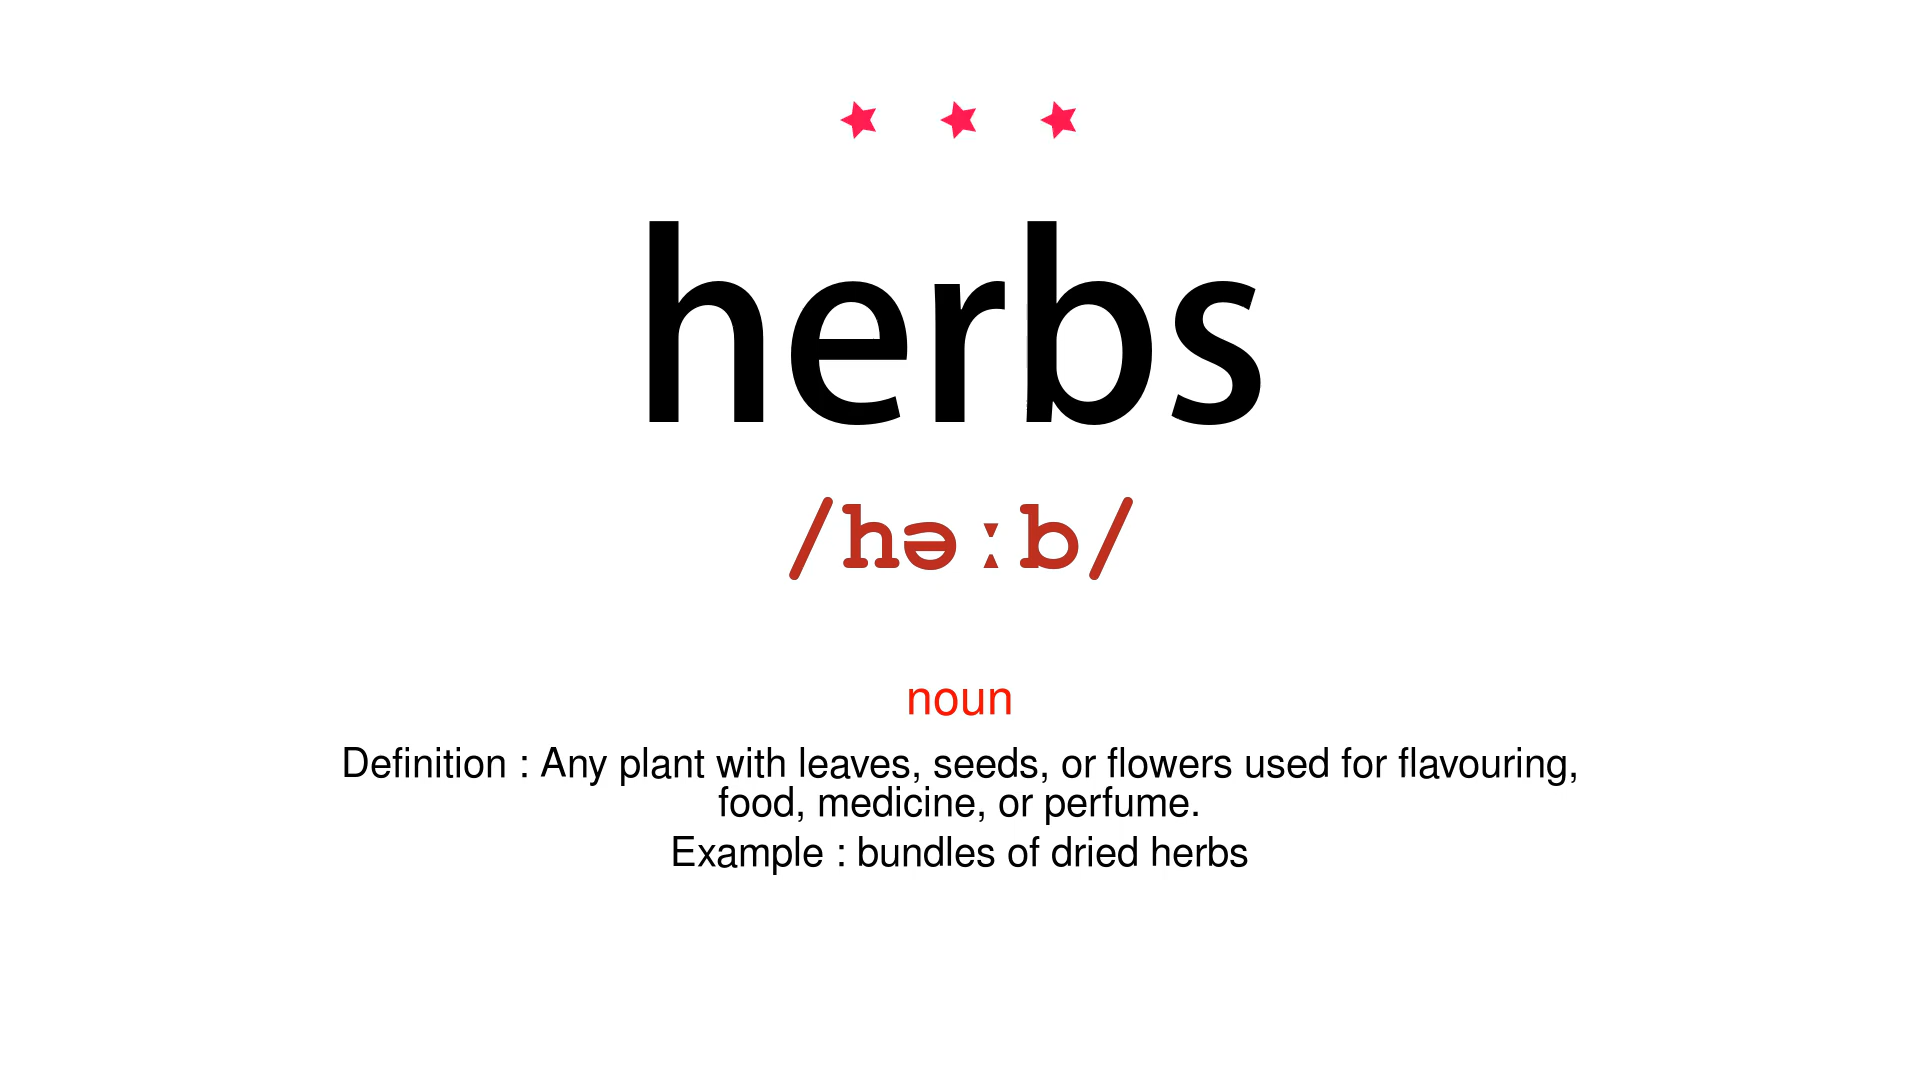 herbs
/həːb/
noun
Definition : Any plant with leaves, seeds, or flowers used for flavouring,
food, medicine, or perfume.
Example : bundles of dried herbs